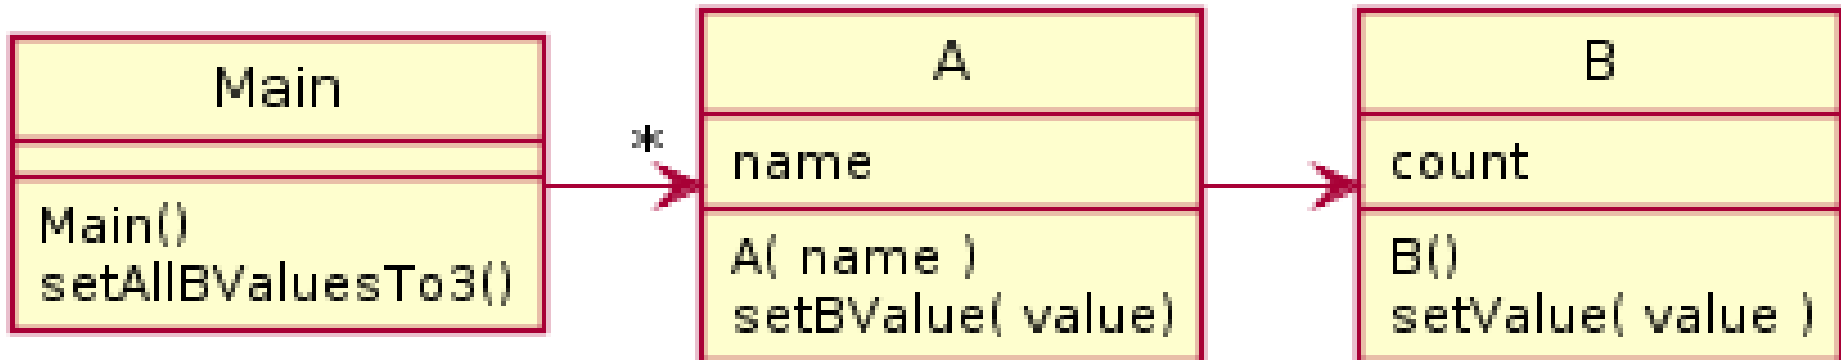 Main
Main()
setAllBValuesTo3()
*
A
name
A( name )
setBValue( value)
B
count
B()
setValue( value )